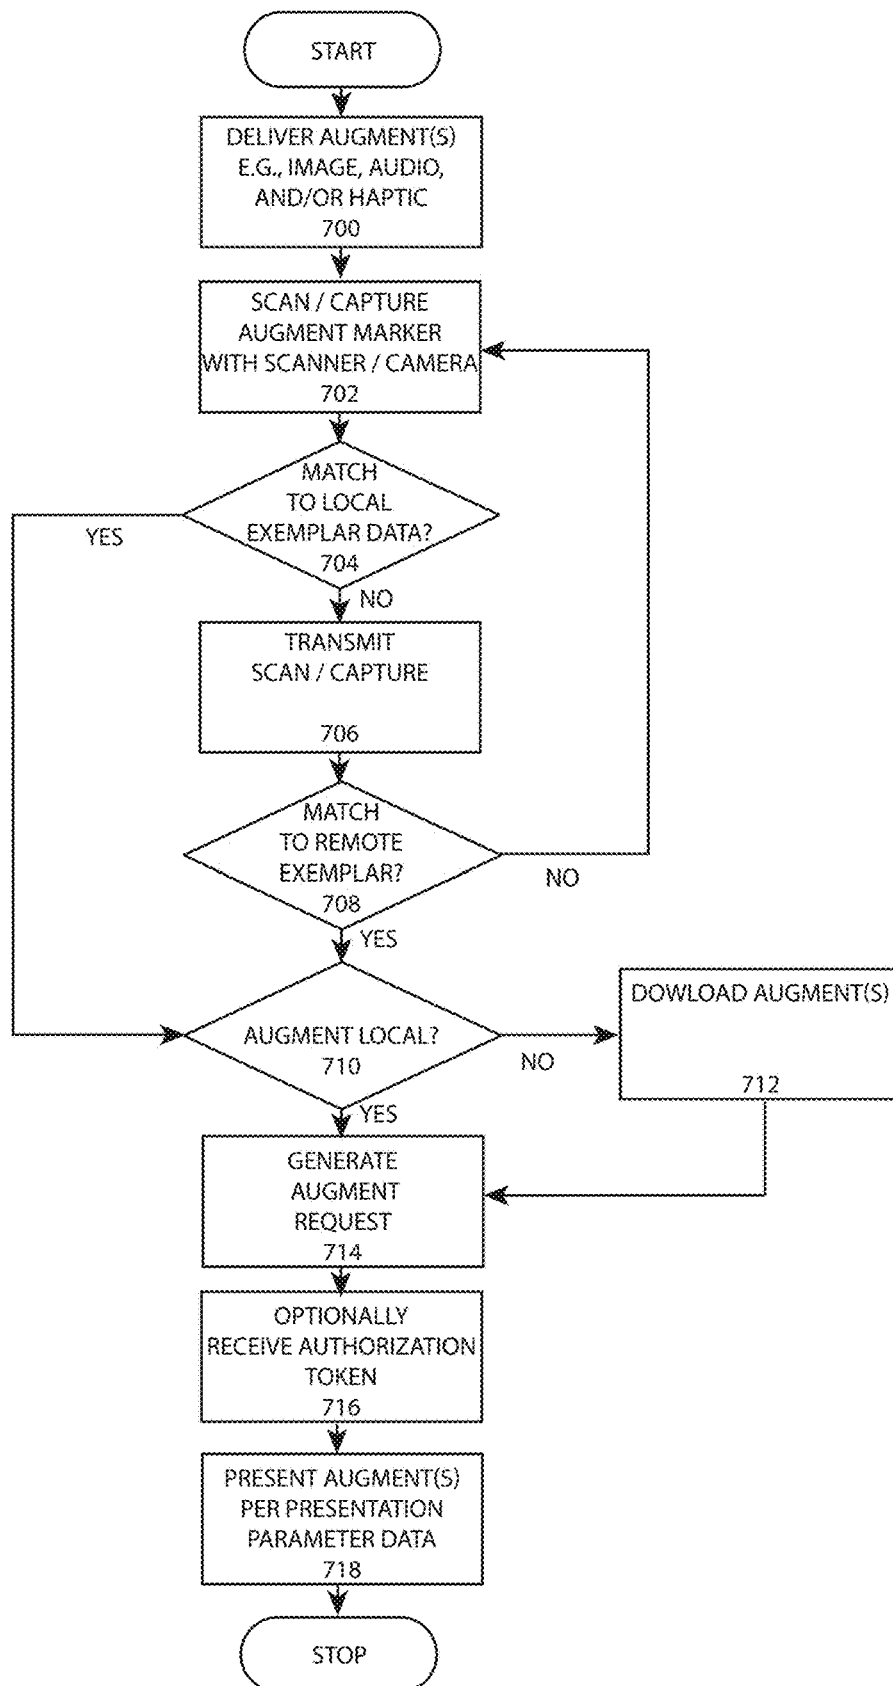 START
DELIVER AUGMENT(S)
E.G., IMAGE, AUDIO,
AND/OR HAPTIC
700
SCAN / CAPTURE
AUGMENT MARKER
WITH SCANNER / CAMERA
702
MATCH
TO LOCAL
EXEMPLAR DATA?
704
YES
NO
TRANSMIT
SCAN / CAPTURE
706
MATCH
TO REMOTE
EXEMPLAR?
708
NO
YES
AUGMENT LOCAL?
710
NO
YES
DOWLOAD AUGMENT(S)
712
GENERATE
AUGMENT
REQUEST
714
OPTIONALLY
RECEIVE AUTHORIZATION
TOKEN
716
PRESENT AUGMENT(S)
PER PRESENTATION
PARAMETER DATA
718
STOP